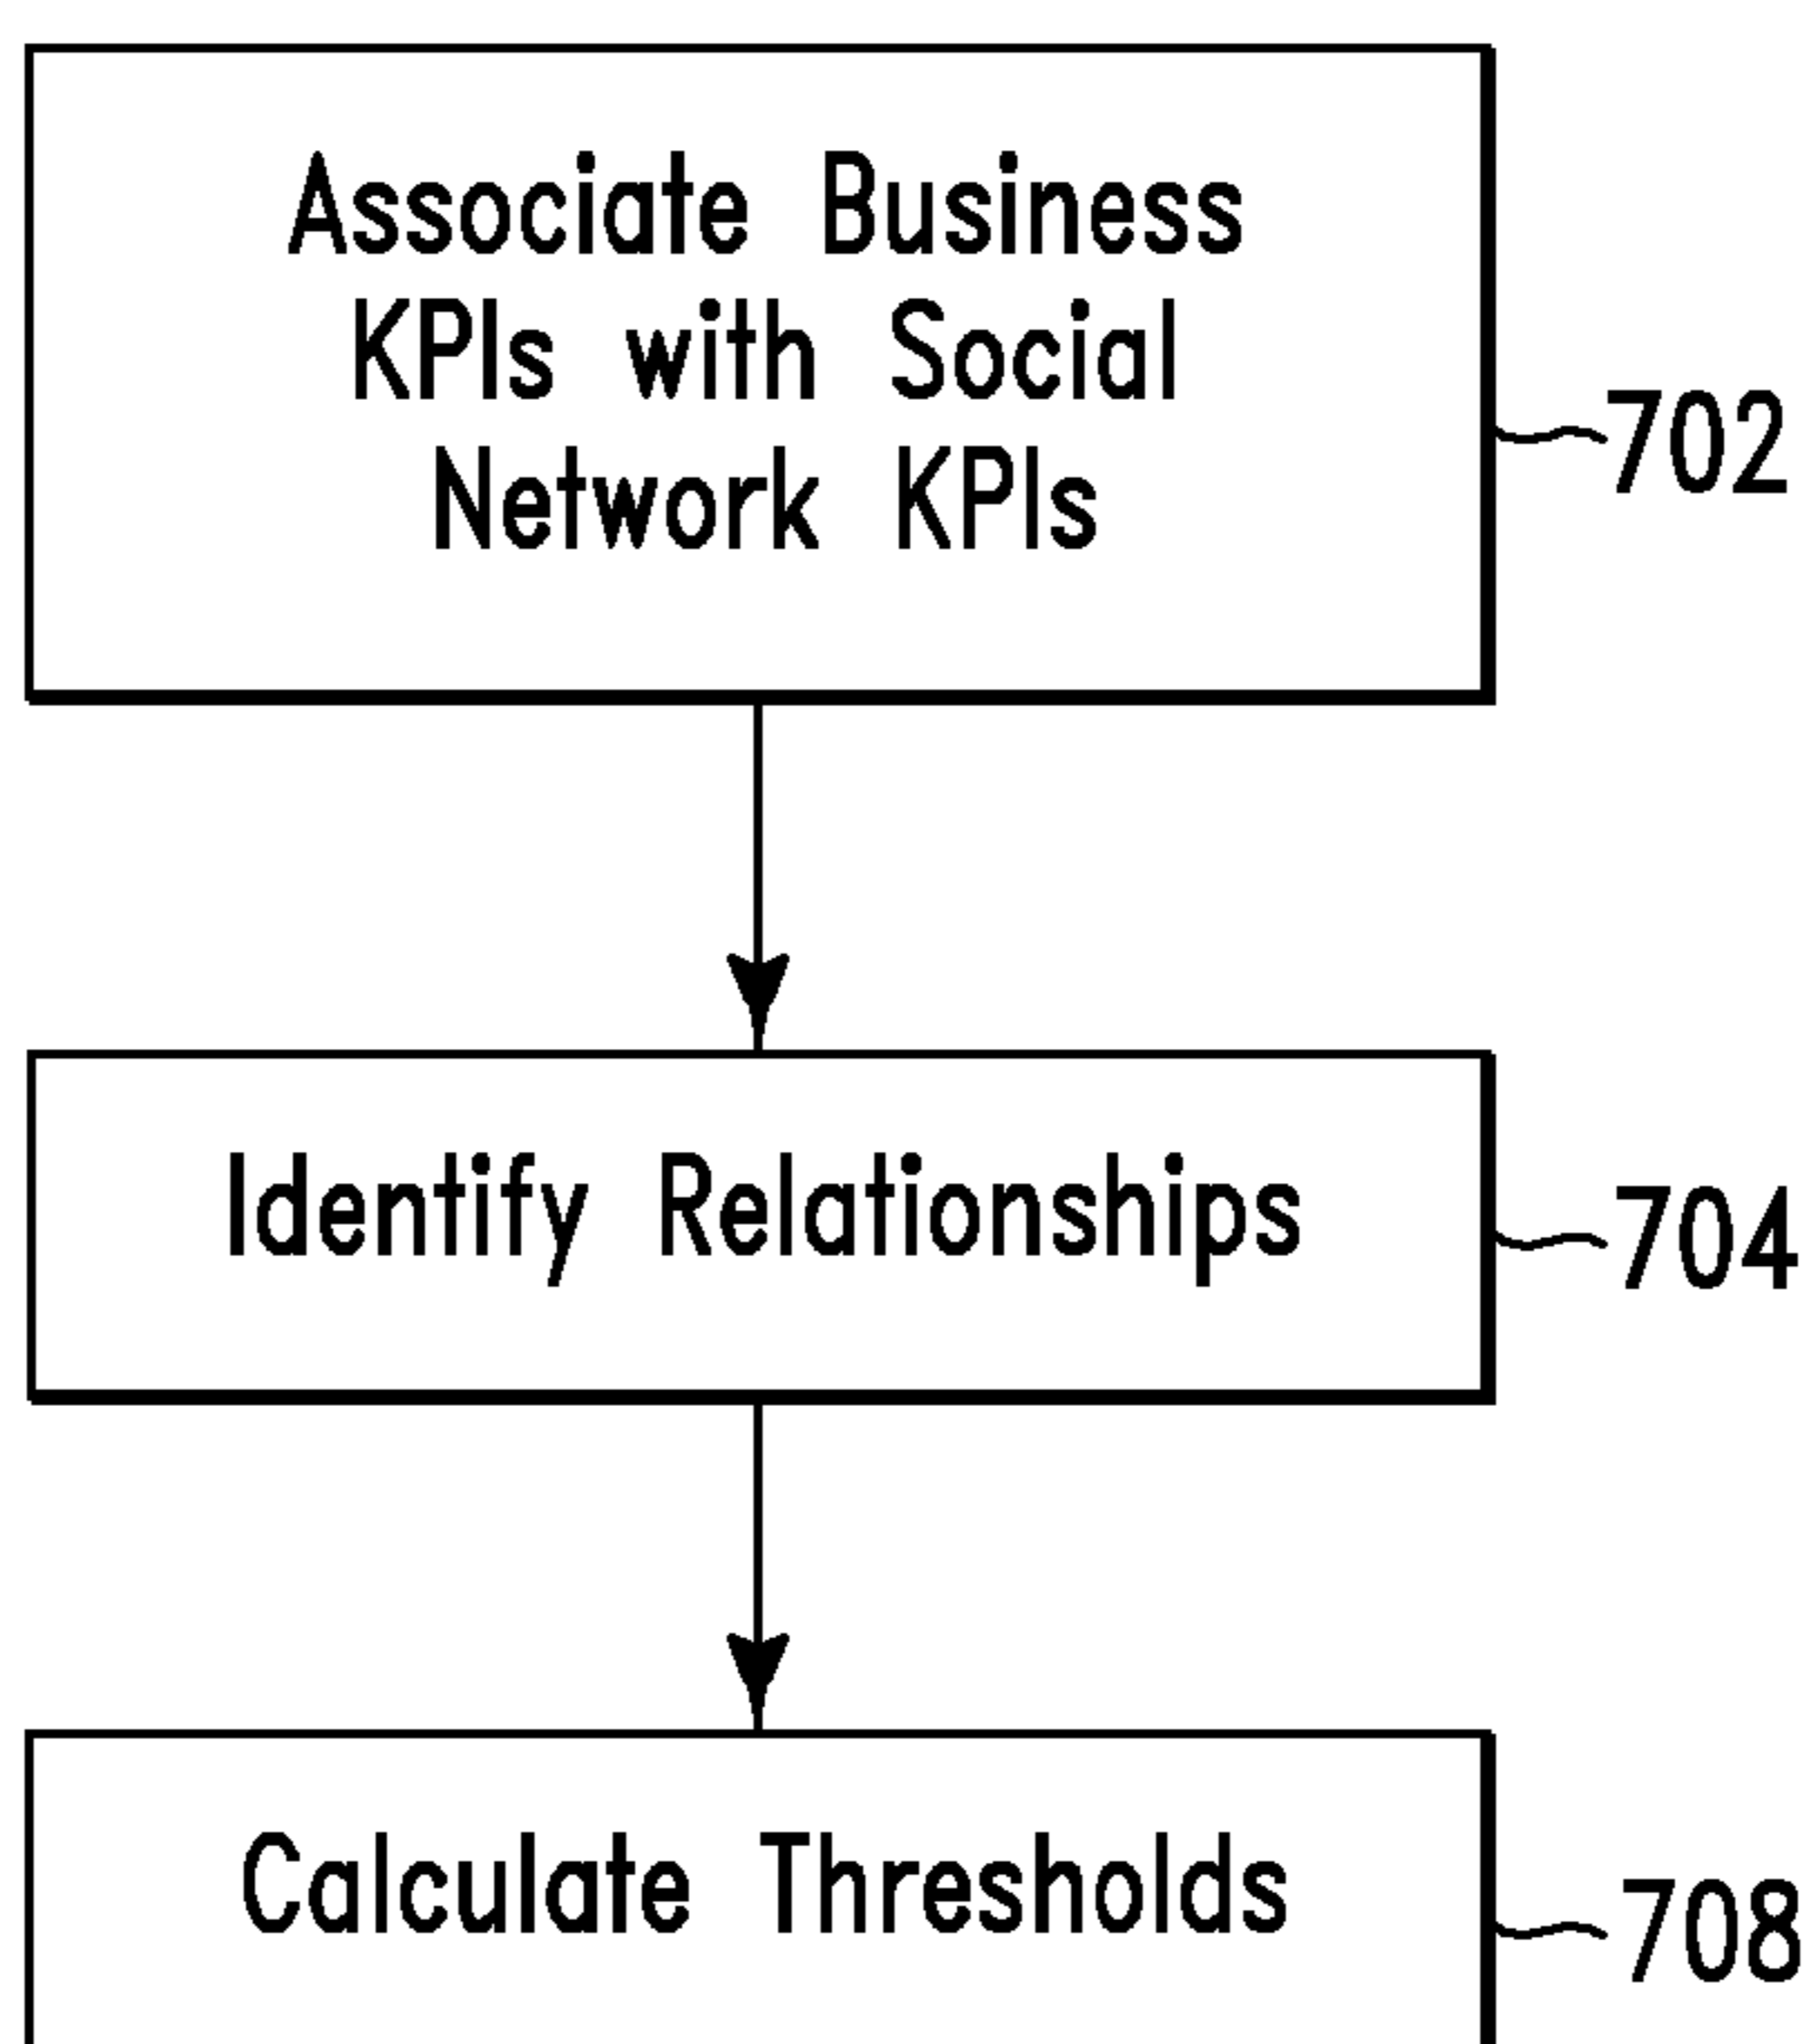 Associate Business
KPIs with Social
Network KPIs
702
Identify Relationships
704
Calculate Thresholds
708